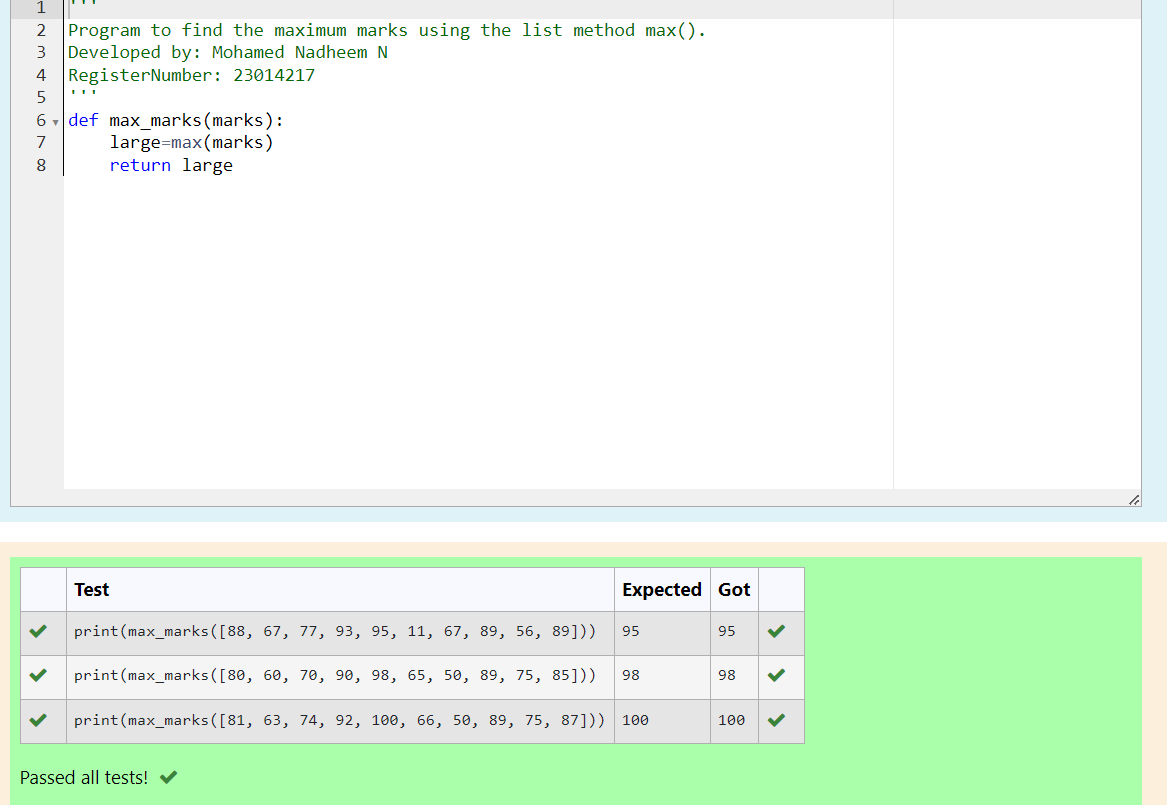 1 '''
2 Program to find the maximum marks using the list method max().
3 Developed by: Mohamed Nadheem N
4 RegisterNumber: 23014217
5 '''
6 def max_marks(marks):
7     large=max(marks)
8     return large
Test Expected Got
print(max_marks([88, 67, 77, 93, 95, 11, 67, 89, 56, 89])) 95 95
print(max_marks([80, 60, 70, 90, 98, 65, 50, 89, 75, 85])) 98 98
print(max_marks([81, 63, 74, 92, 100, 66, 50, 89, 75, 87])) 100 100
Passed all tests!